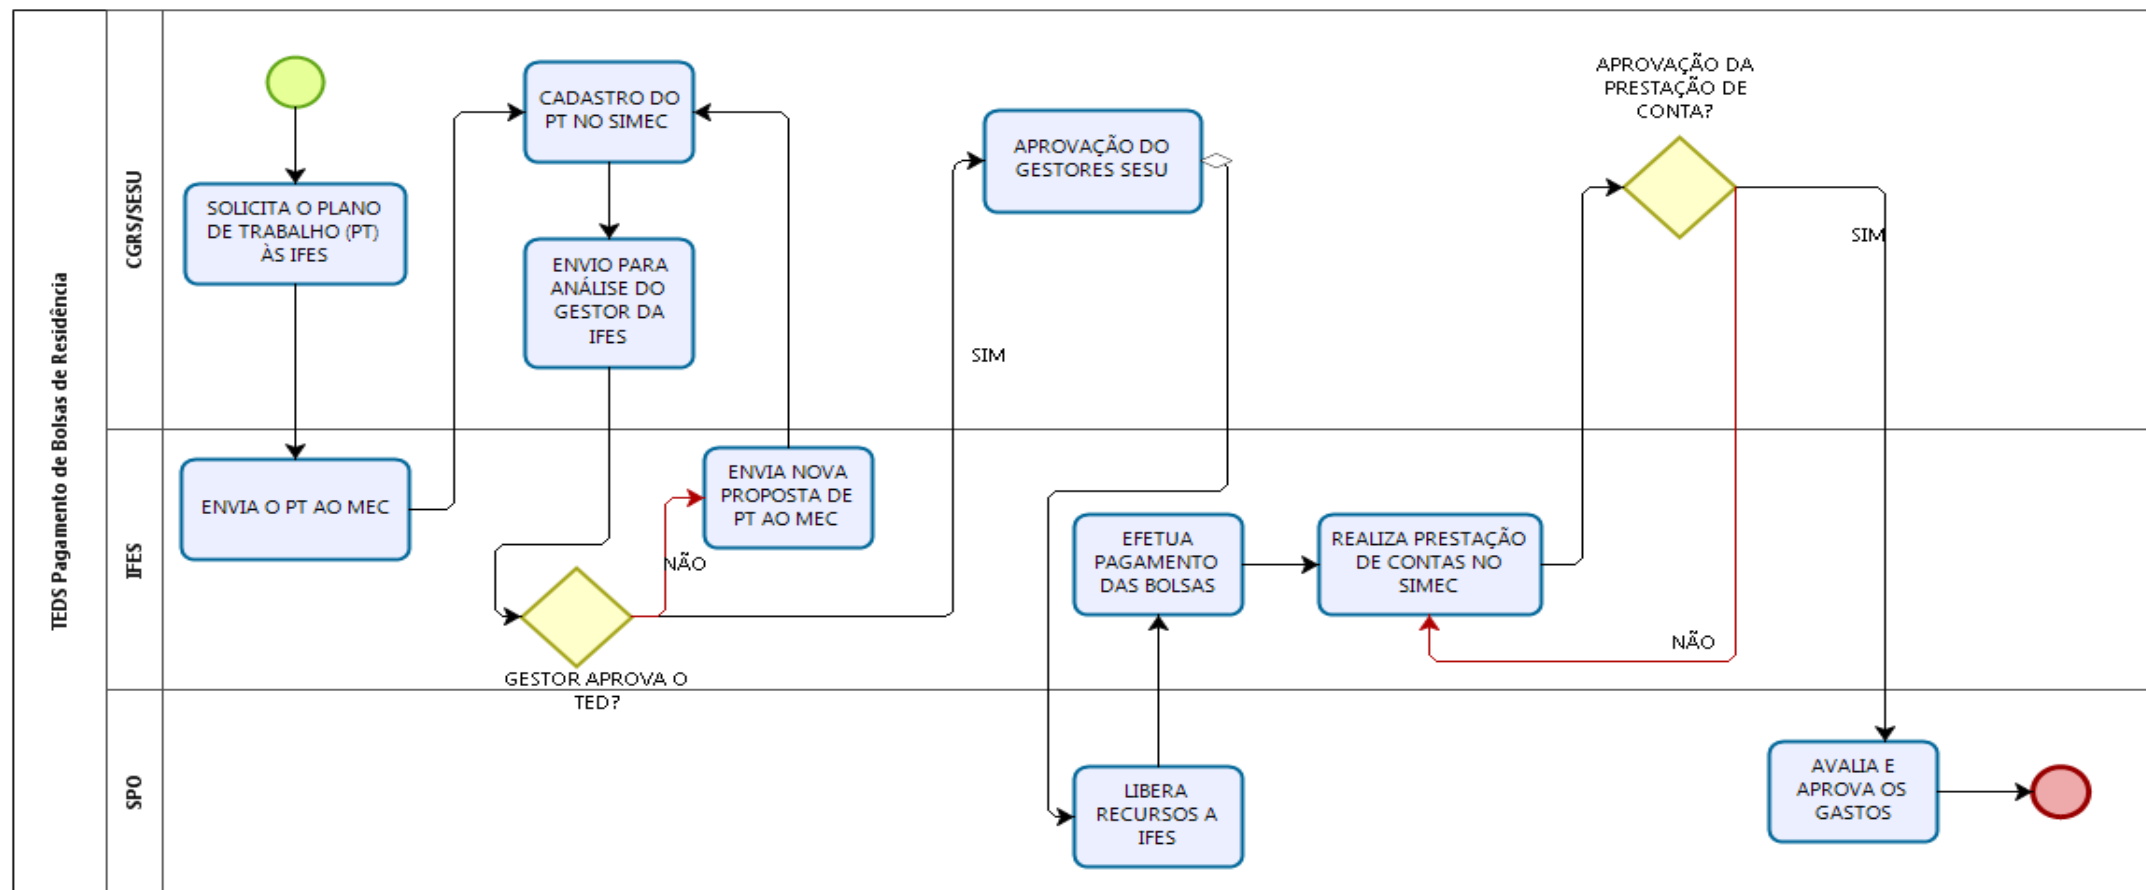 TEDS Pagamento de Bolsas de Residência
CGRS/SESU
SOLICITA O PLANO
DE TRABALHO (PT)
ÀS IFES
CADASTRO DO
PT NO SIMEC
ENVIO PARA
ANÁLISE DO
GESTOR DA
IFES
SIM
APROVAÇÃO DO
GESTORES SESU
APROVAÇÃO DA
PRESTAÇÃO DE
CONTA?
SIM
IFES
ENVIA O PT AO MEC
ENVIA NOVA
PROPOSTA DE
PT AO MEC
NÃO
GESTOR APROVA O
TED?
EFETUA
PAGAMENTO
DAS BOLSAS
REALIZA PRESTAÇÃO
DE CONTAS NO
SIMEC
NÃO
SPO
LIBERA
RECURSOS A
IFES
AVALIA E
APROVA OS
GASTOS